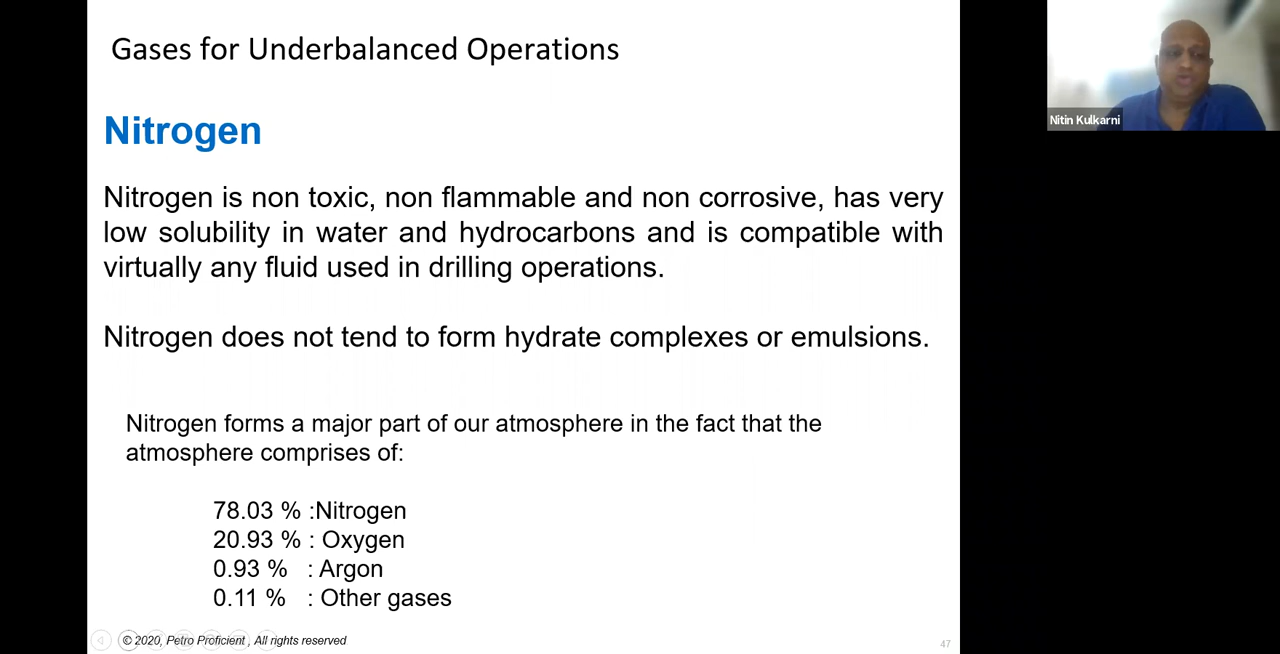 Gases for Underbalanced Operations
Nitrogen
Nitrogen is non toxic, non flammable and non corrosive, has very
low solubility in water and hydrocarbons and is compatible with
virtually any fluid used in drilling operations.
Nitrogen does not tend to form hydrate complexes or emulsions.
Nitrogen forms a major part of our atmosphere in the fact that the
atmosphere comprises of:
78.03 % :Nitrogen
20.93 % : Oxygen
0.93 % : Argon
0.11 % : Other gases
© 2020, Petro Proficient , All rights reserved
47
Nitin Kulkarni